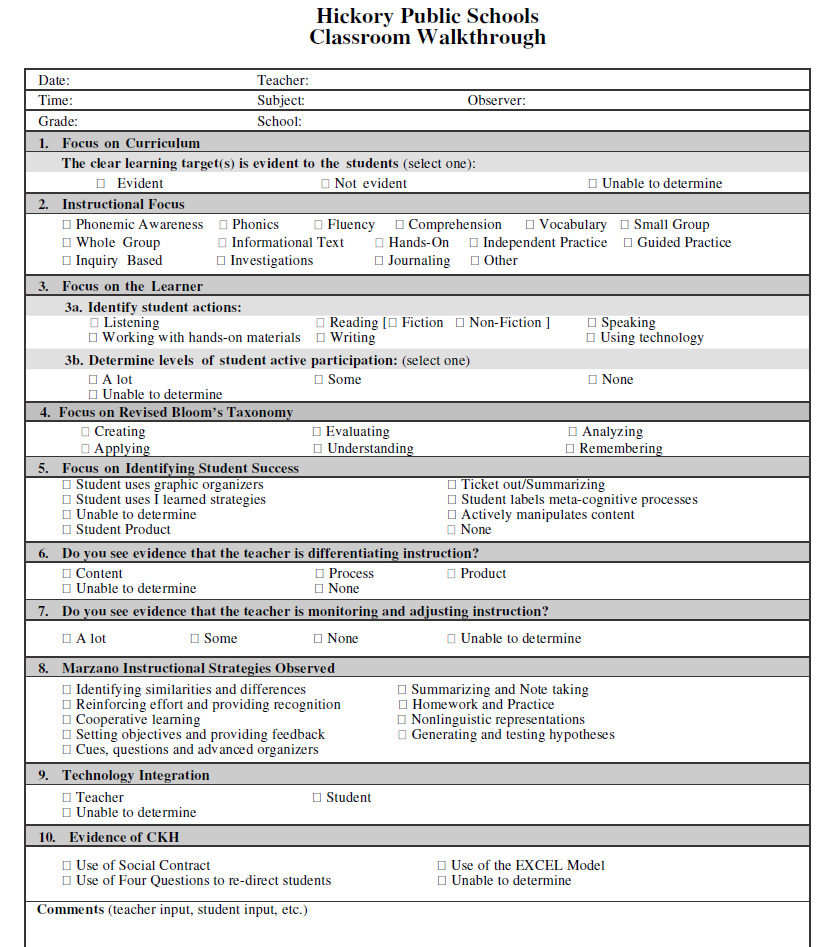 Hickory Public Schools
Classroom Walkthrough
Date: Teacher:
Time: Subject: Observer:
Grade: School:
1. Focus on Curriculum
The clear learning target(s) is evident to the students (select one):
□ Evident □ Not evident □ Unable to determine
2. Instructional Focus
□ Phonemic Awareness □ Phonics □ Fluency □ Comprehension □ Vocabulary □ Small Group
□ Whole Group □ Informational Text □ Hands-On □ Independent Practice □ Guided Practice
□ Inquiry Based □ Investigations □ Journaling □ Other
3. Focus on the Learner
3a. Identify student actions:
□ Listening □ Reading [□ Fiction □ Non-Fiction ] □ Speaking
□ Working with hands-on materials □ Writing □ Using technology
3b. Determine levels of student active participation: (select one)
□ A lot □ Some □ None
□ Unable to determine
4. Focus on Revised Bloom's Taxonomy
□ Creating □ Evaluating □ Analyzing
□ Applying □ Understanding □ Remembering
5. Focus on Identifying Student Success
□ Student uses graphic organizers □ Ticket out/Summarizing
□ Student uses I learned strategies □ Student labels meta-cognitive processes
□ Unable to determine □ Actively manipulates content
□ Student Product □ None
6. Do you see evidence that the teacher is differentiating instruction?
□ Content □ Process □ Product
□ Unable to determine □ None
7. Do you see evidence that the teacher is monitoring and adjusting instruction?
□ A lot □ Some □ None □ Unable to determine
8. Marzano Instructional Strategies Observed
□ Identifying similarities and differences □ Summarizing and Note taking
□ Reinforcing effort and providing recognition □ Homework and Practice
□ Cooperative learning □ Nonlinguistic representations
□ Setting objectives and providing feedback □ Generating and testing hypotheses
□ Cues, questions and advanced organizers
9. Technology Integration
□ Teacher □ Student
□ Unable to determine
10. Evidence of CKH
□ Use of Social Contract □ Use of the EXCEL Model
□ Use of Four Questions to re-direct students □ Unable to determine
Comments (teacher input, student input, etc.)